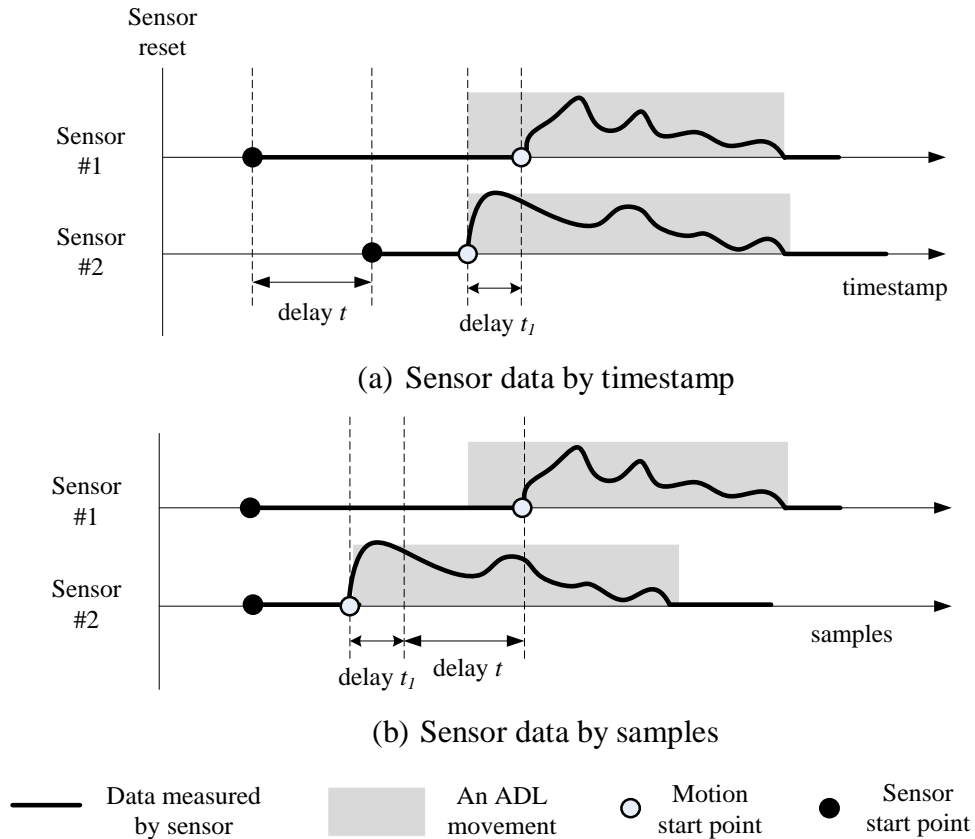 Sensor
reset
Sensor
#1
Sensor
#2
timestamp
delay t
delay t1
(a) Sensor data by timestamp
Sensor
#1
Sensor
#2
samples
delay t1
delay t
(b) Sensor data by samples
Data measured
by sensor
An ADL
movement
Motion
start point
Sensor
start point